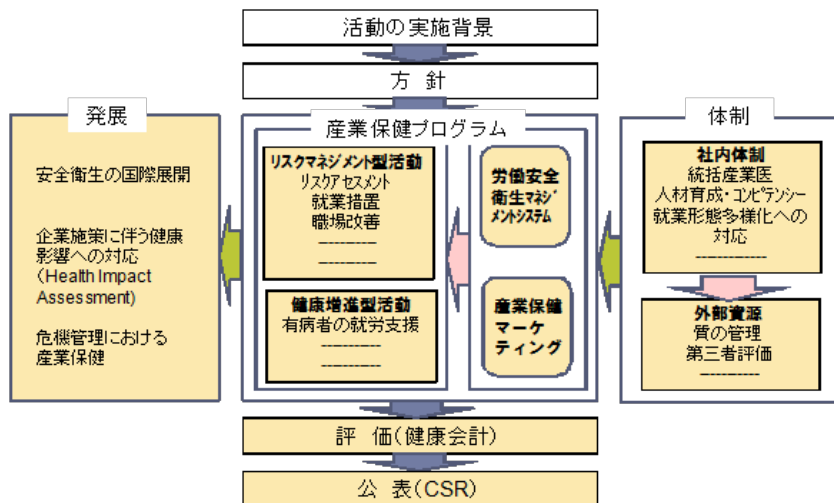 活動の実施背景
方 針
発展
安全衛生の国際展開
企業施策に伴う健康
影響への対応
(Health Impact
Assessment)
危機管理における
産業保健
産業保健プログラム
リスクマネジメント型活動
リスクアセスメント
就業措置
職場改善
----------
----------
健康増進型活動
有病者の就労支援
----------
----------
労働安全
衛生マネジ
メントシステム
産業保健
マーケ
ティング
体制
社内体制
統括産業医
人材育成・コンピテンシー
就業形態多様化への
対応
------------
外部資源
質の管理
第三者評価
----------
評 価(健康会計)
公 表(CSR)